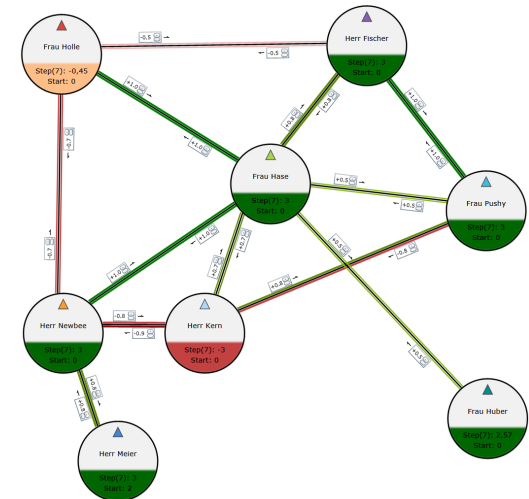 Frau Holle
Step(7): -0,45
Start: 0
-0.5
-0.5
Herr Fischer
Step(7): 3
Start: 0
+1.0
+1.0
+0.8
+0.8
+1.0
+1.0
-0.7
-0.7
Frau Hase
Step(7): 3
Start: 0
+0.5
+0.5
Frau Pushy
Step(7): 3
Start: 0
+1.0
+1.0
+0.7
+0.7
+0.5
+0.5
+0.8
Herr Newbee
Step(7): 3
Start: 0
-0.8
-0.9
Herr Kern
Step(7): -3
Start: 0
+0.8
+0.8
Herr Meier
Step(7): 3
Start: 2
Frau Huber
Step(7): 2,57
Start: 0